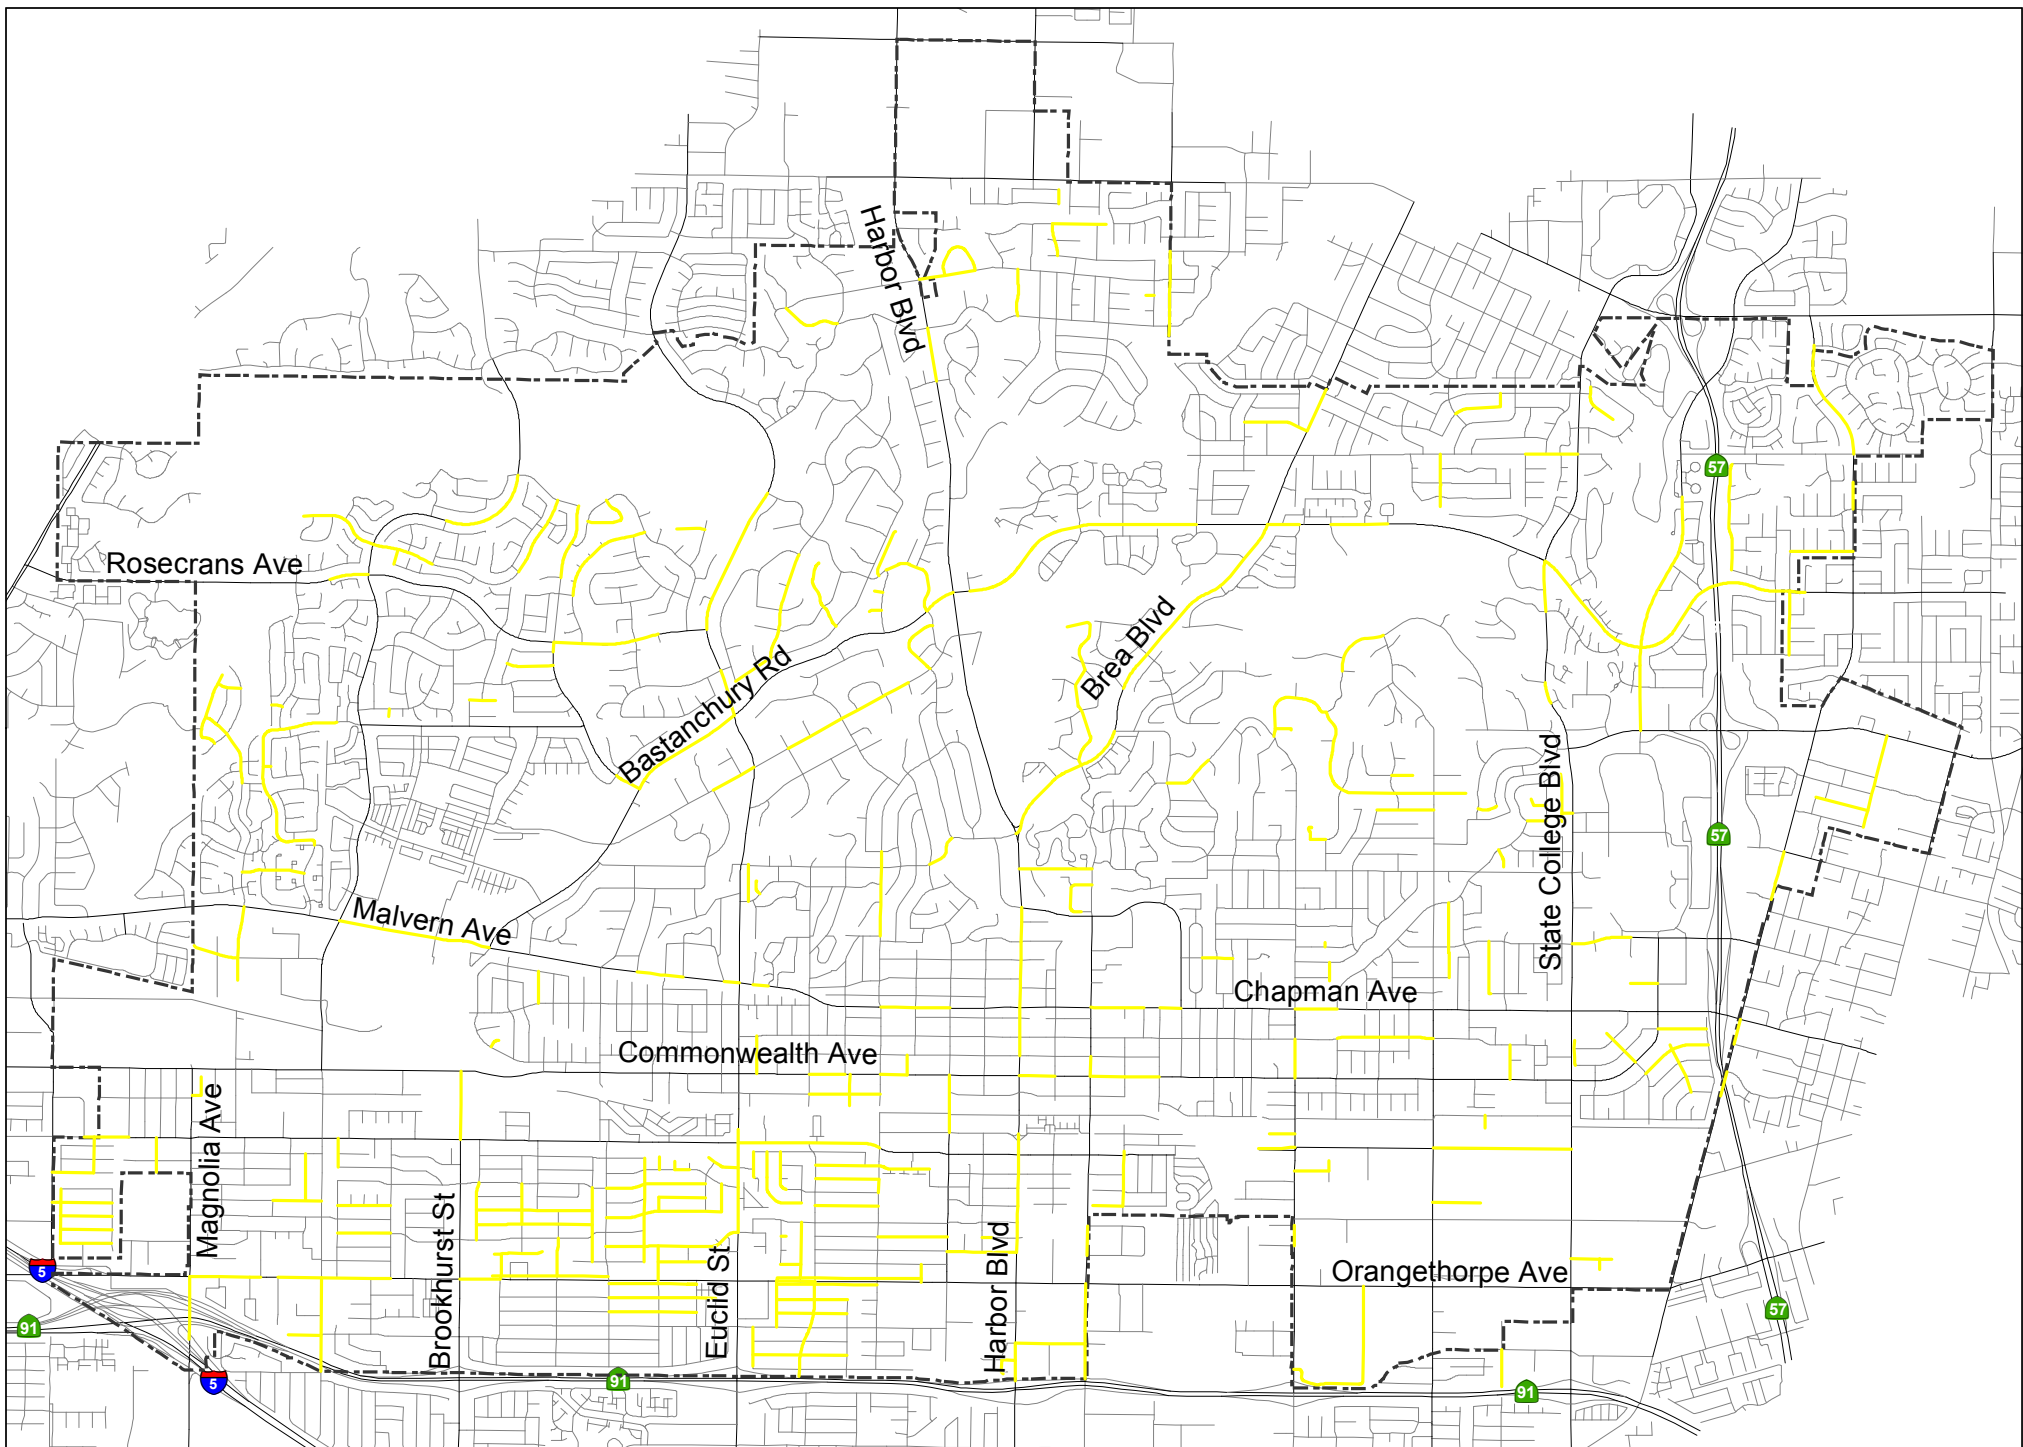 Harbor Blvd
57
Rosecrans Ave
Brea Blvd
Bastanchury Rd
State College Blvd
57
Malvern Ave
Chapman Ave
Commonwealth Ave
Magnolia Ave
Brookhurst St
Euclid St
Harbor Blvd
5
Orangethorpe Ave
57
91
5
91
91